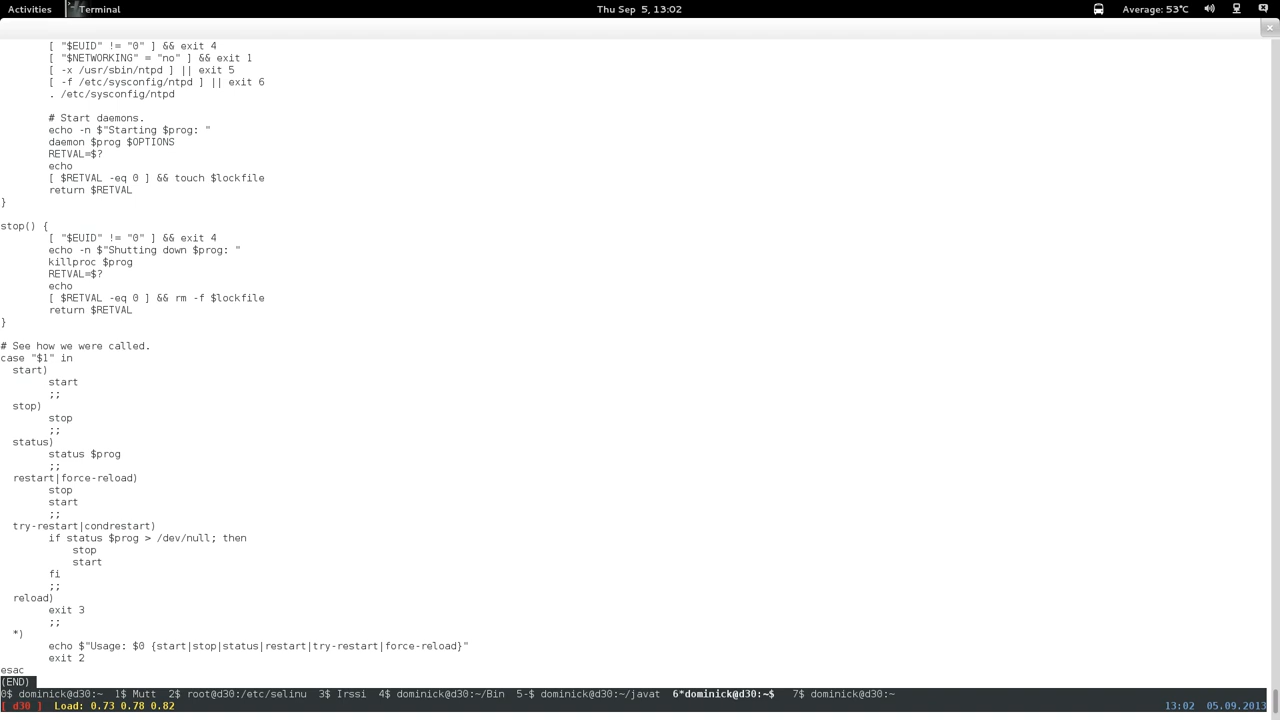 Activities Terminal Thu Sep 5, 13:02 Average: 53°C
[ "$EUID" != "0" ] && exit 4
[ "$NETWORKING" = "no" ] && exit 1
[ -x /usr/sbin/ntpd ] || exit 5
[ -f /etc/sysconfig/ntpd ] || exit 6
. /etc/sysconfig/ntpd
# Start daemons.
echo -n $"Starting $prog: "
daemon $prog $OPTIONS
RETVAL=$?
echo
[ $RETVAL -eq 0 ] && touch $lockfile
return $RETVAL
}
stop() {
[ "$EUID" != "0" ] && exit 4
echo -n $"Shutting down $prog: "
killproc $prog
RETVAL=$?
echo
[ $RETVAL -eq 0 ] && rm -f $lockfile
return $RETVAL
}
# See how we were called.
case "$1" in
start)
start
;;
stop)
stop
;;
status)
status $prog
;;
restart|force-reload)
stop
start
;;
try-restart|condrestart)
if status $prog > /dev/null; then
stop
start
fi
;;
reload)
exit 3
;;
*)
echo $"Usage: $0 {start|stop|status|restart|try-restart|force-reload}"
exit 2
esac
(END)
0$ dominick@d30:~ 1$ Mutt 2$ root@d30:/etc/selinu 3$ Irssi 4$ dominick@d30:~/Bin 5-$ dominick@d30:~/javat 6*dominick@d30:~$ 7$ dominick@d30:~
[ d30 ] Load: 0.73 0.78 0.82 13:02 05.09.2013